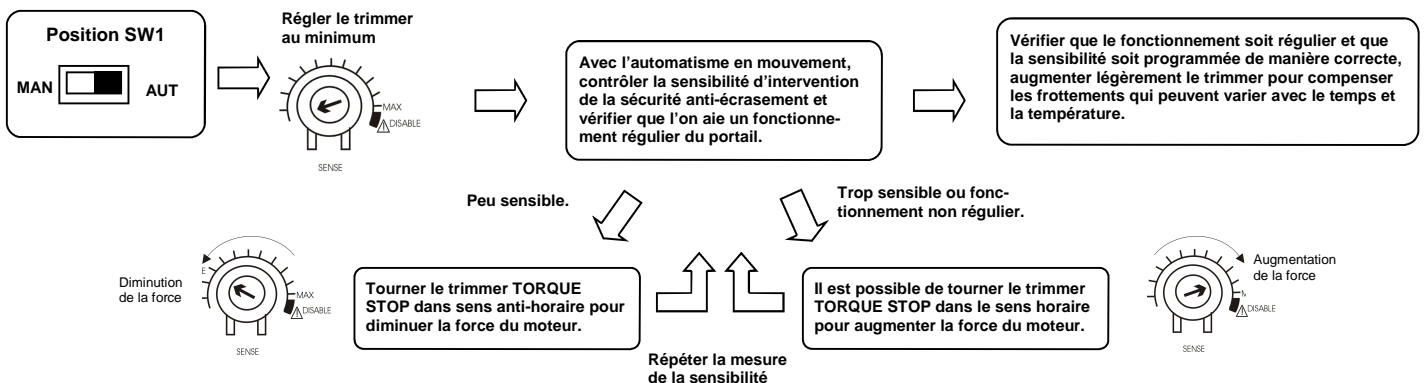 Position SW1
MAN
AUT
Régler le trimmer
au minimum
MAX
DISABLE
SENSE
Avec l’automatisme en mouvement,
contrôler la sensibilité d’intervention
de la sécurité anti-écrasement et
vérifier que l’on aie un fonctionne-
ment régulier du portail.
Vérifier que le fonctionnement soit régulier et que
la sensibilité soit programmée de manière correcte,
augmenter légèrement le trimmer pour compenser
les frottements qui peuvent varier avec le temps et
la température.
Peu sensible.
Trop sensible ou fonc-
tionnement non régulier.
Diminution
de la force
MAX
DISABLE
SENSE
Tourner le trimmer TORQUE
STOP dans sens anti-horaire pour
diminuer la force du moteur.
Il est possible de tourner le trimmer
TORQUE STOP dans le sens horaire
pour augmenter la force du moteur.
Augmentation
de la force
DISABLE
SENSE
Répéter la mesure
de la sensibilité